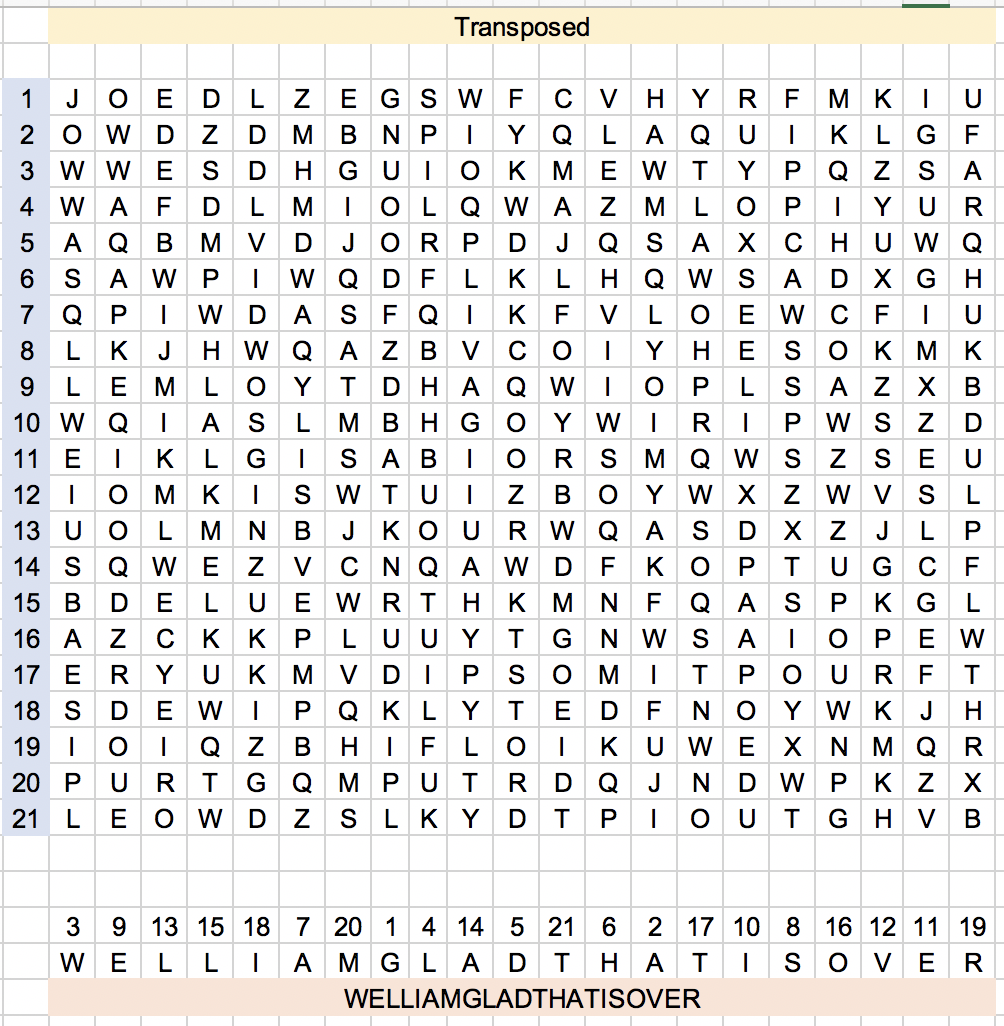 Transposed
1 J O E D L Z E G S W F C V H Y R F M K I U
2 O W D Z D M B N P I Y Q L A Q U I K L G F
3 W W E S D H G U I O K M E W T Y P Q Z S A
4 W A F D L M I O L Q W A Z M L O P I Y U R
5 A Q B M V D J O R P D J Q S A X C H U W Q
6 S A W P I W Q D F L K L H Q W S A D X G H
7 Q P I W D A S F Q I K F V L O E W C F I U
8 L K J H W Q A Z B V C O I Y H E S O K M K
9 L E M L O Y T D H A Q W I O P L S A Z X B
10 W Q I A S L M B H G O Y W I R I P W S Z D
11 E I K L G I S A B I O R S M Q W S Z S E U
12 I O M K I S W T U I Z B O Y W X Z W V S L
13 U O L M N B J K O U R W Q A S D X Z J L P
14 S Q W E Z V C N Q A W D F K O P T U G C F
15 B D E L U E W R T H K M N F Q A S P K G L
16 A Z C K K P L U U Y T G N W S A I O P E W
17 E R Y U K M V D I P S O M I T P O U R F T
18 S D E W I P Q K L Y T E D F N O Y W K J H
19 I O I Q Z B H I F L O I K U W E X N M Q R
20 P U R T G Q M P U T R D Q J N D W P K Z X
21 L E O W D Z S L K Y D T P I O U T G H V B
3 9 13 15 18 7 20 1 4 14 5 21 6 2 17 10 8 16 12 11 19
W E L L I A M G L A D T H A T I S O V E R
WELLIAMGLADTHATISOVER